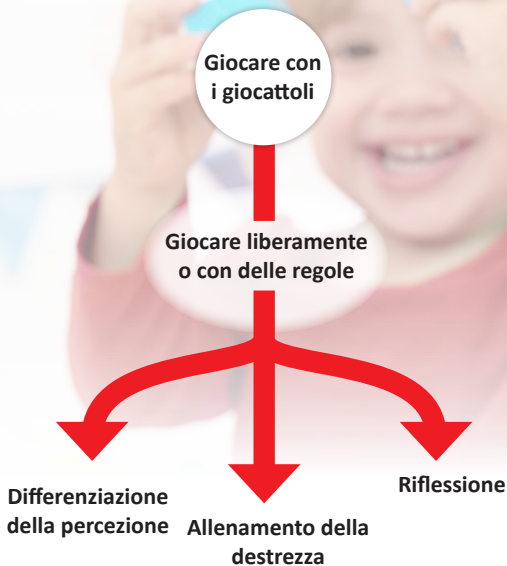 Giocare con
i giocattoli
Giocare liberamente
o con delle regole
Differenziazione
della percezione
Allenamento della
destrezza
Riflessione